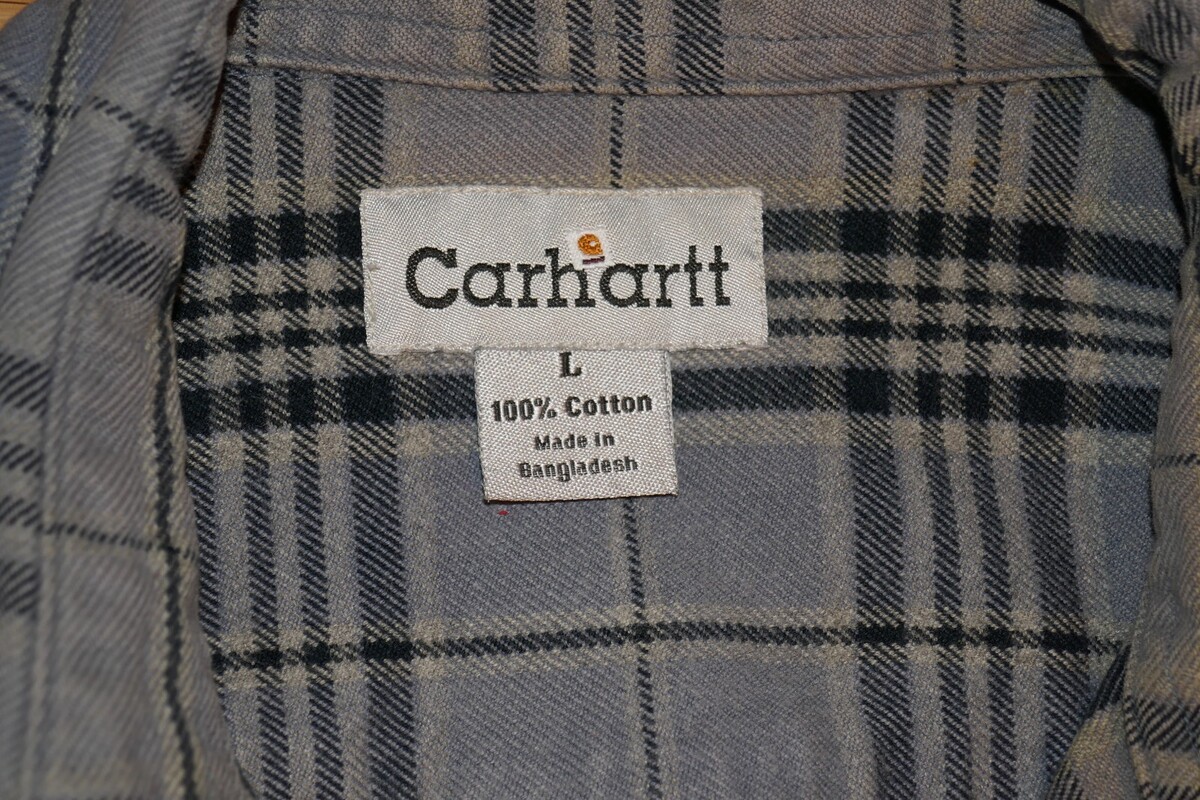 Carhartt
L
100% Cotton
Made in
Bangladesh